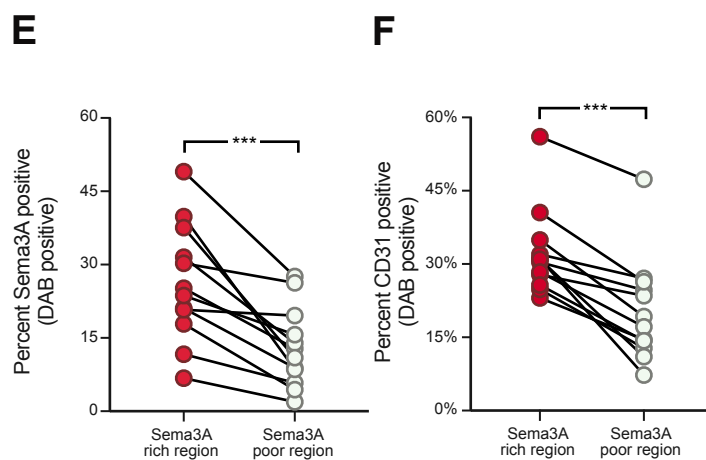 E
F
60
45
30
15
0
Percent Sema3A positive
(DAB positive)
***
Sema3A
rich region
Sema3A
poor region
60%
45%
30%
15%
0%
Percent CD31 positive
(DAB positive)
***
Sema3A
rich region
Sema3A
poor region